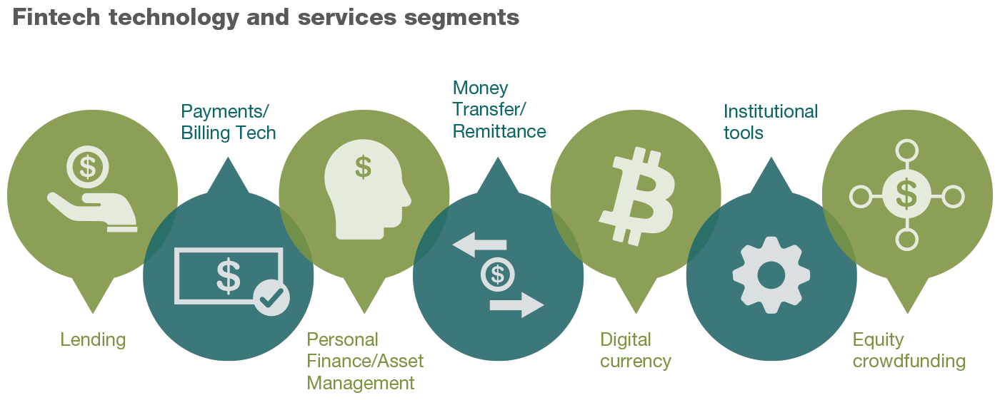 Fintech technology and services segments
Lending
Payments/
Billing Tech
Personal
Finance/Asset
Management
Money
Transfer/
Remittance
Digital
currency
Institutional
tools
Equity
crowdfunding
$
$
$
$
$